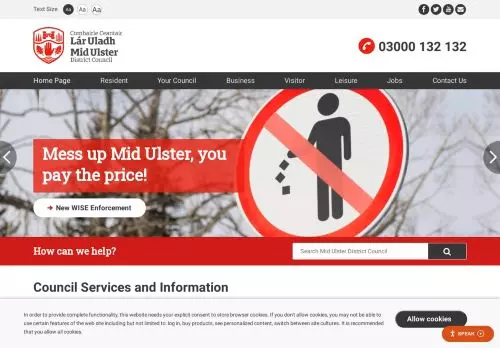 Text Size: Aa Aa Aa
Comhairle Ceantair
Lár Uladh
Mid Ulster
District Council
03000 132 132
Home Page Resident Your Council Business Visitor Leisure Jobs Contact Us
Mess up Mid Ulster, you
pay the price!
New WISE Enforcement
How can we help?
Search Mid Ulster District Council
Council Services and Information
In order to provide complete functionality, this website needs your explicit consent to store browser cookies. If you don't allow cookies, you may not be able to
use certain features of the web site including but not limited to: log in, buy products, see personalized content, switch between site cultures. It is recommended
that you allow all cookies.
Allow cookies
SPEAK